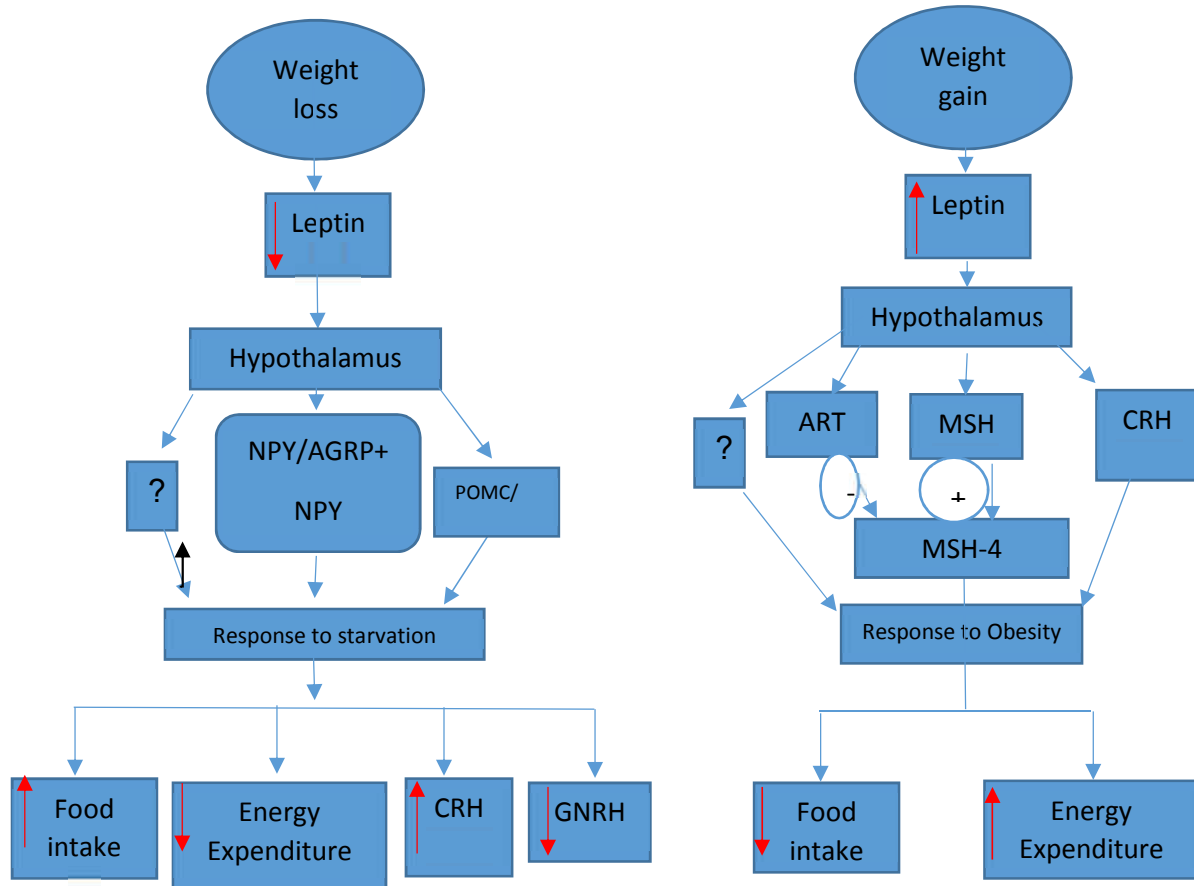 Weight
loss
Leptin
Hypothalamus
?
NPY/AGRP+
NPY
POMC/
Response to starvation
Food
intake
Energy
Expenditure
CRH
GNRH
Weight
gain
Leptin
Hypothalamus
?
ART
MSH
CRH
-
+
MSH-4
Response to Obesity
Food
intake
Energy
Expenditure